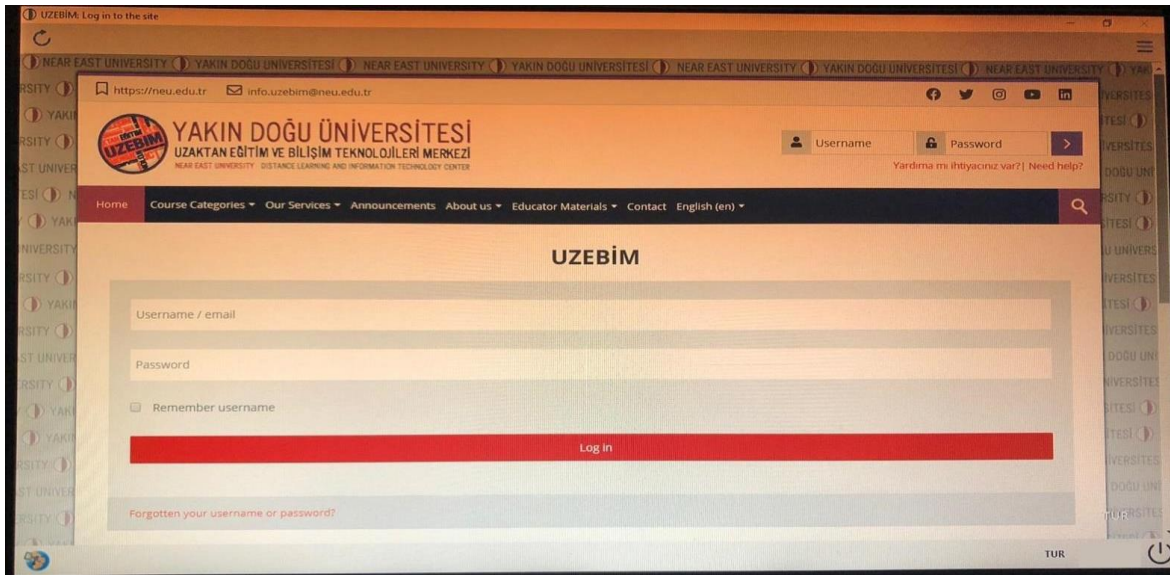 UZEBİM: Log in to the site
NEAR EAST UNIVERSITY YAKIN DOĞU ÜNİVERSİTESİ NEAR EAST UNIVERSITY YAKIN DOĞU ÜNİVERSİTESİ NEAR EAST UNIVERSITY YAKIN DOĞU ÜNİVERSİTESİ NEAR EAST UNIVERSITY
https://neu.edu.tr info.uzebim@neu.edu.tr
UZEBİM
YAKIN DOĞU ÜNİVERSİTESİ
UZAKTAN EĞİTİM VE BİLİŞİM TEKNOLOJİLERİ MERKEZİ
NEAR EAST UNIVERSITY DISTANCE LEARNING AND INFORMATION TECHNOLOGY CENTER
Username Password
Yardıma mı ihtiyacınız var?| Need help?
Home Course Categories Our Services Announcements About us Educator Materials Contact English (en)
UZEBİM
Username / email
Password
Remember username
Log in
Forgotten your username or password?
TUR
TUR